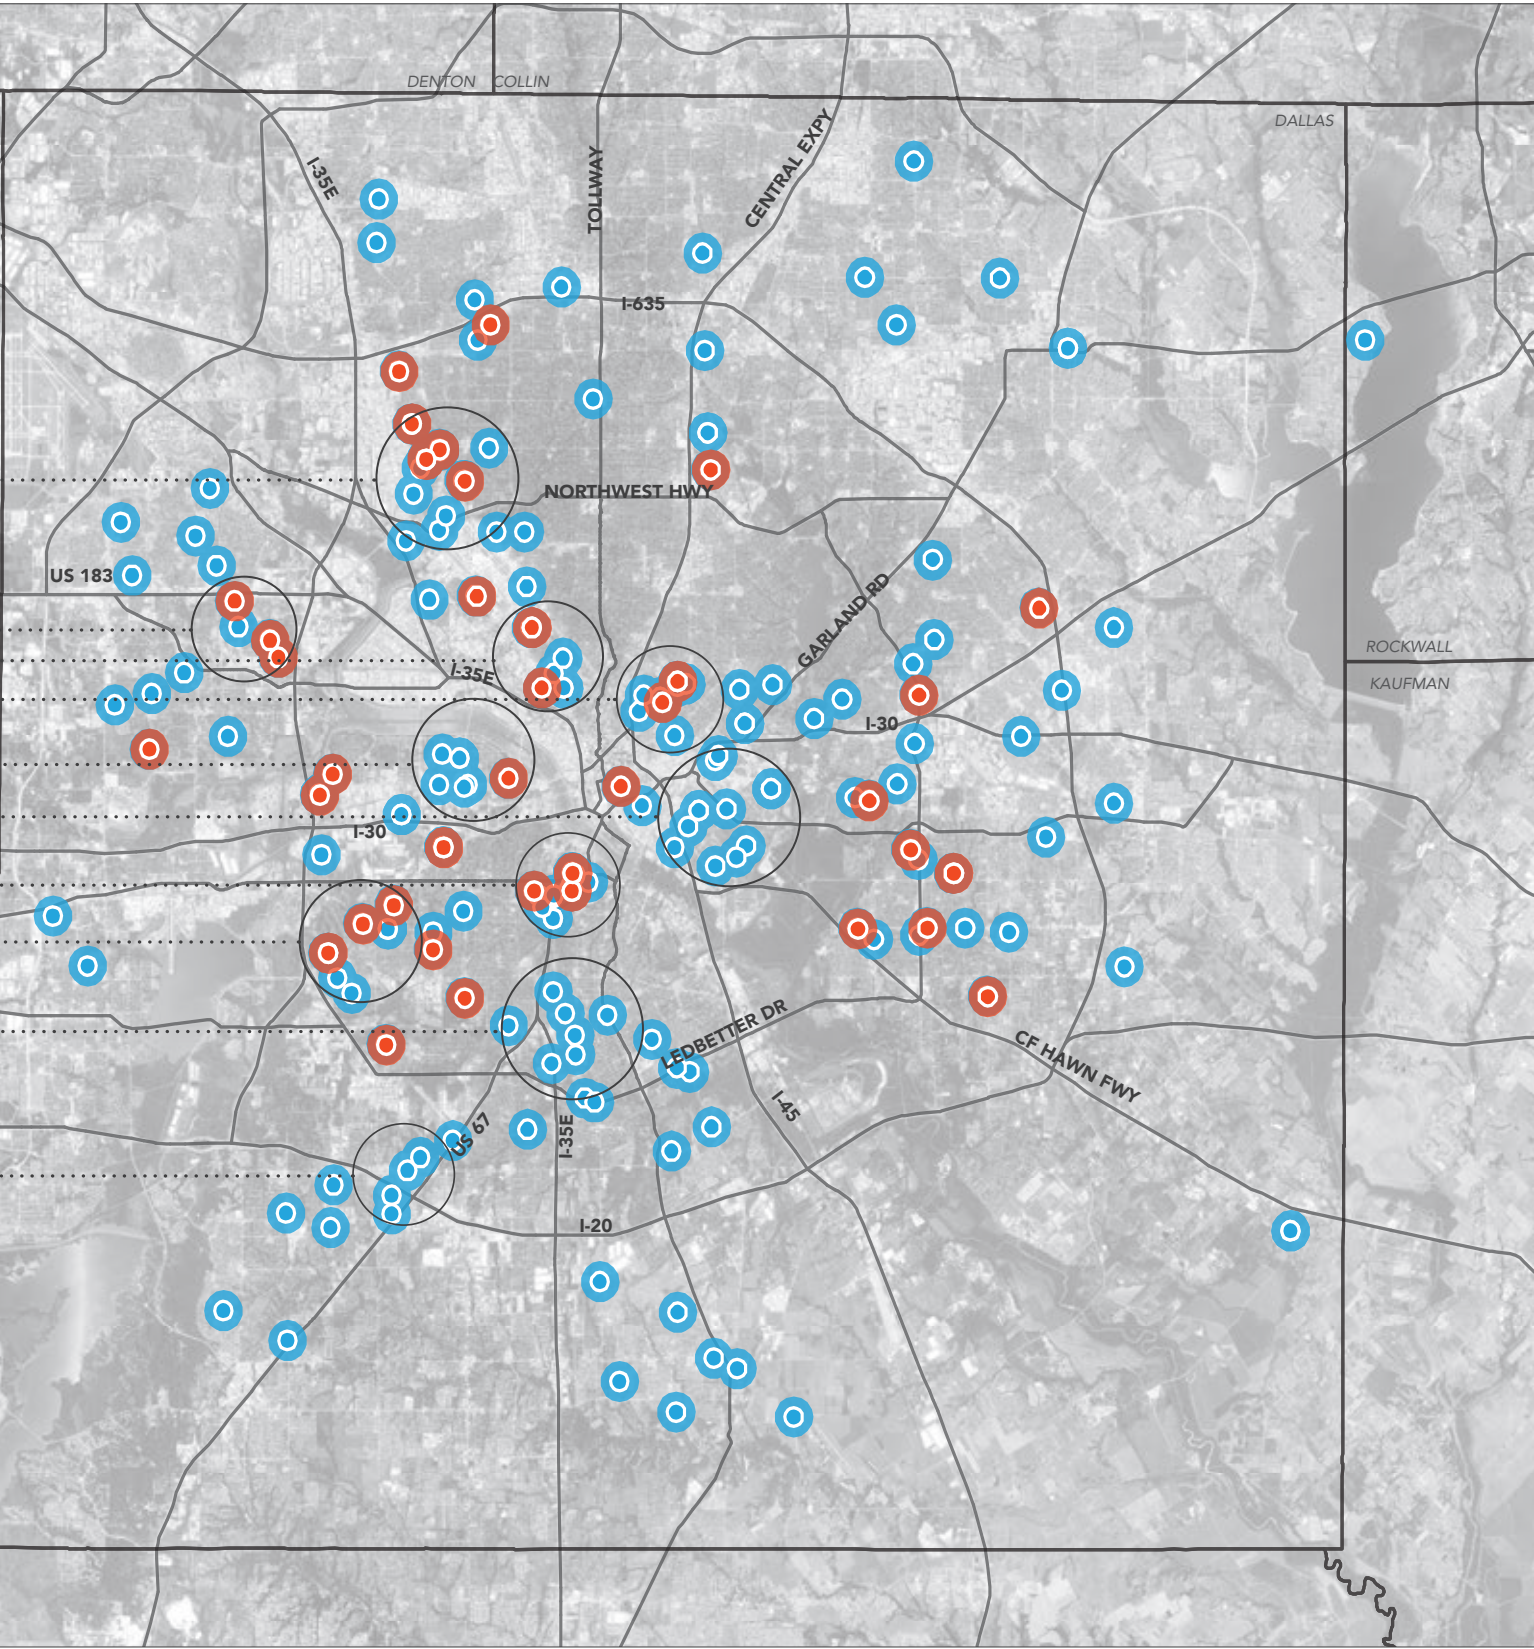 DENTON
COLLIN
DALLAS
I-35E
TOLLWAY
CENTRAL EXPY
I-635
NORTHWEST HWY
US 183
GARLAND RD
ROCKWALL
I-35E
KAUFMAN
I-30
I-30
LEDBETTER DR
CF HAWN FWY
I-45
US 67
I-35E
I-20